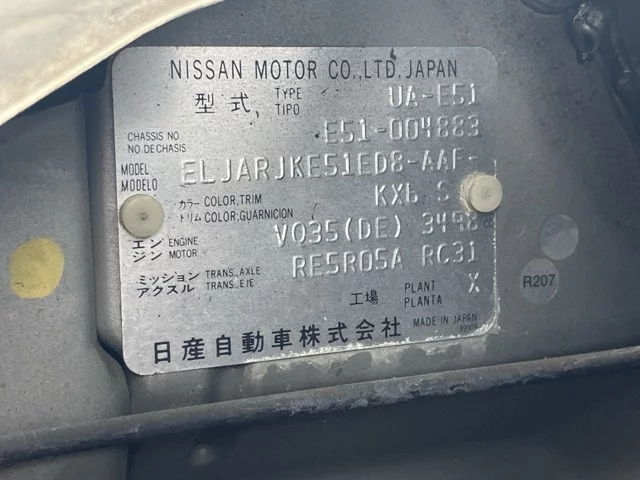 NISSAN MOTOR CO.,LTD. JAPAN
型式, TYPE TIPO UA-E51
CHASSIS NO NO.DE CHASIS E51-004883
MODEL MODELO ELJARJKE51ED8-AAF-
カラー COLOR,TRIM KX6 S
トリム COLOR,GUARNICION
エンジン ENGINE MOTOR VQ35(DE) 3498 cc
ミッション アクスル TRANS.,AXLE TRANS.,EJE RE5R05A RC31
工場 PLANT PLANTA X
日産自動車株式会社 MADE IN JAPAN
R207